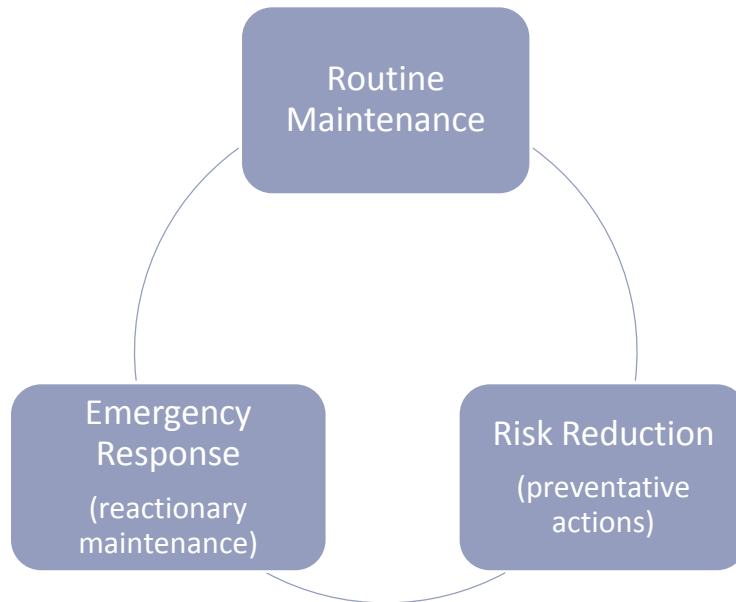 Routine
Maintenance
Emergency
Response
(reactionary
maintenance)
Risk Reduction
(preventative
actions)